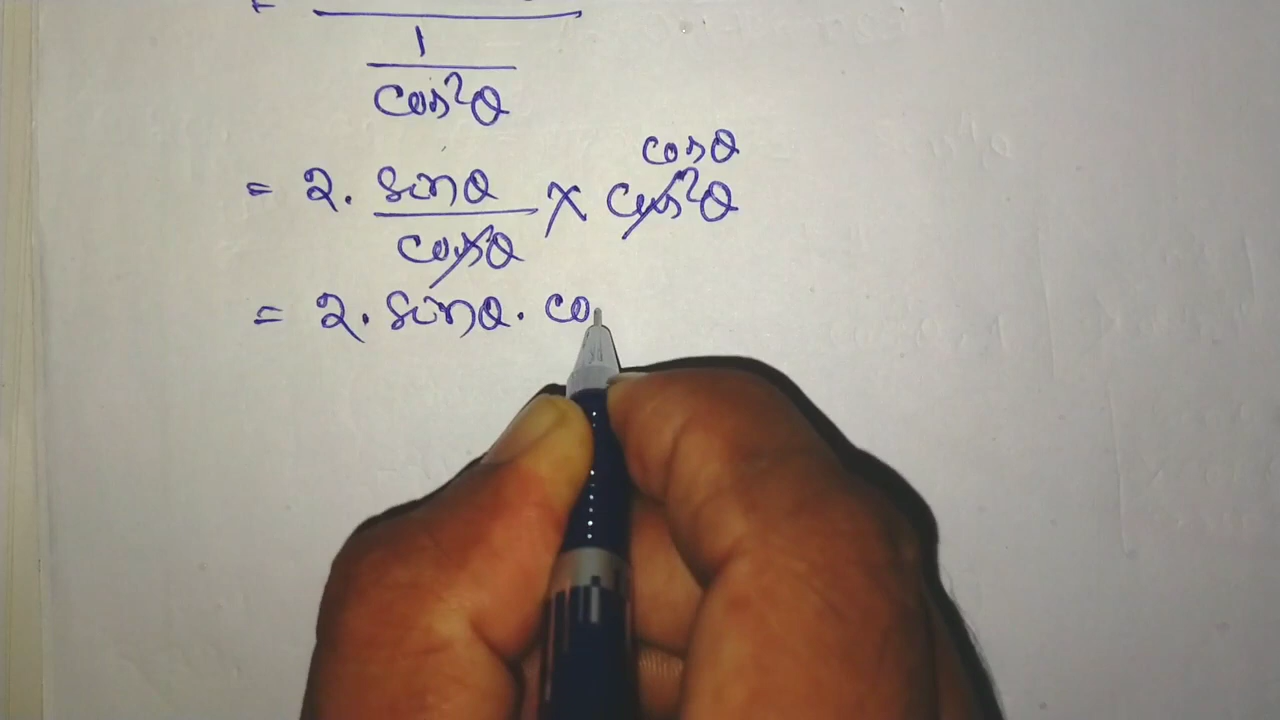 =
1
cos²θ
cosθ
= 2. sinθ × cos²θ
cosθ
= 2. sinθ. co